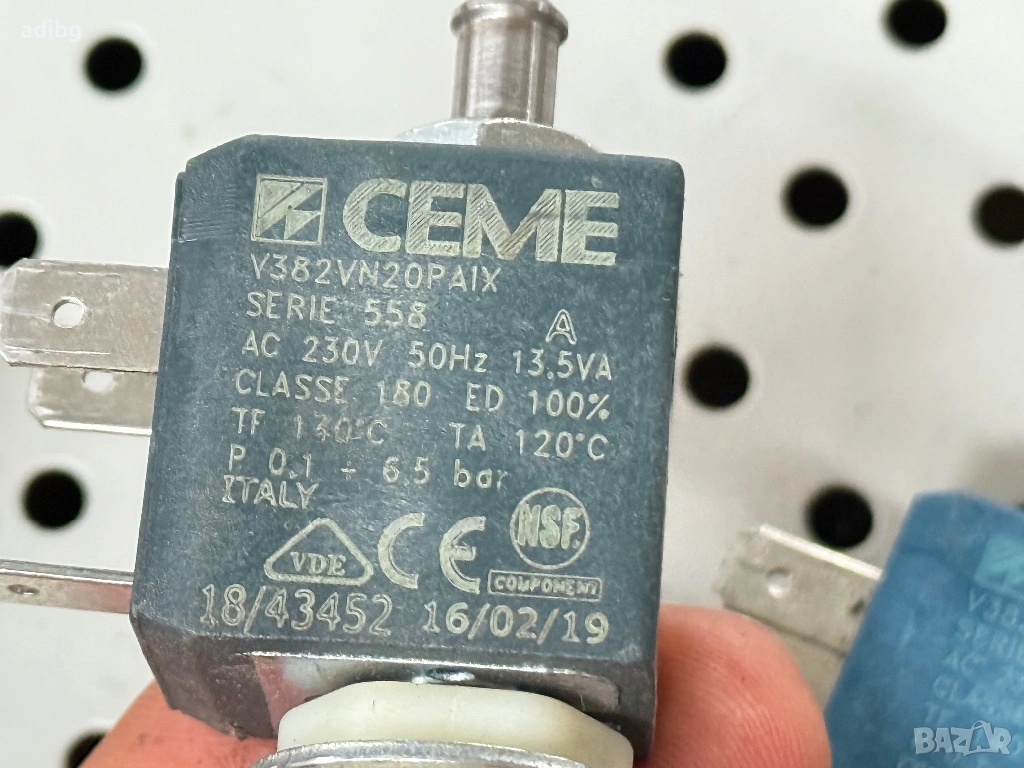 adibg
CEME
V382VN20PAIX
SERIE 558
A
AC 230V 50Hz 13,5VA
CLASSE 180 ED 100%
TF 140°C TA 120°C
P 0.1 ÷ 6.5 bar
ITALY
VDE CE NSF.
COMPONENT
18/43452 16/02/19
V382
BAZAR